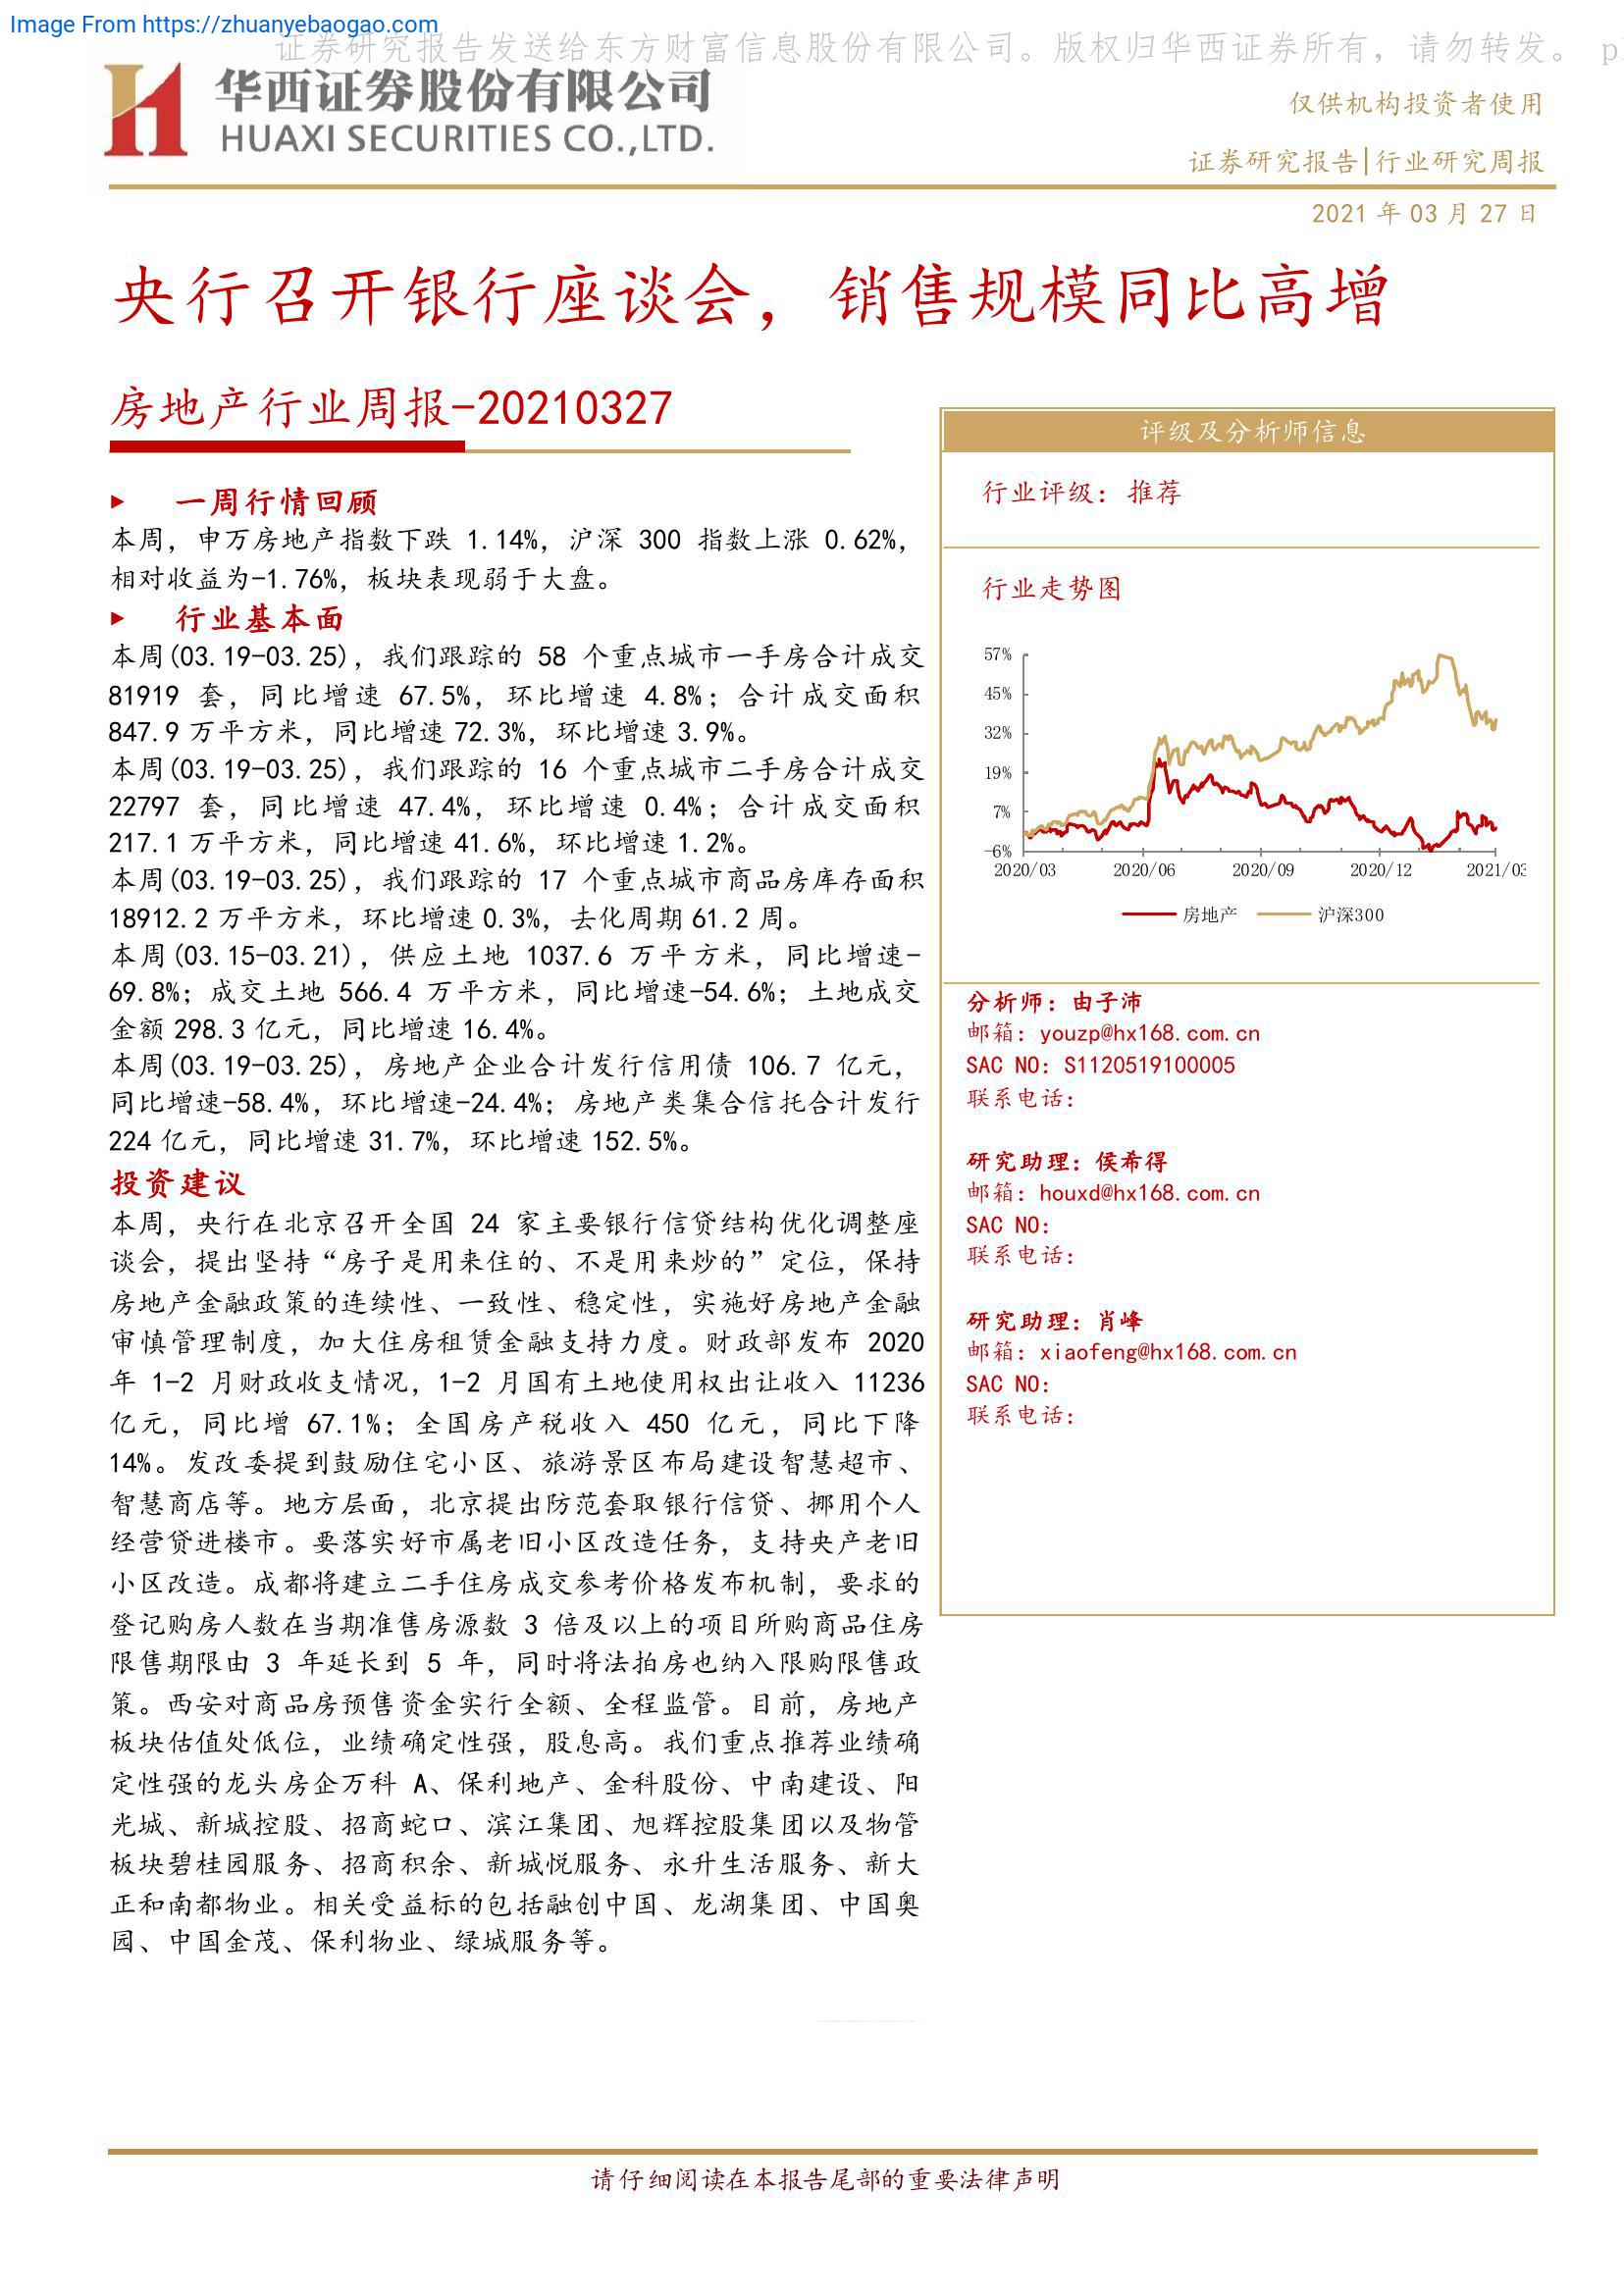 Image From https://zhuanyebaogao.com
证券研究报告发送给东方财富信息股份有限公司。版权归华西证券所有，请勿转发。 p
华西证券股份有限公司
HUAXI SECURITIES CO.,LTD.
仅供机构投资者使用
证券研究报告|行业研究周报
2021 年 03 月 27 日
央行召开银行座谈会，销售规模同比高增
房地产行业周报-20210327
一周行情回顾
本周，申万房地产指数下跌 1.14%，沪深 300 指数上涨 0.62%，
相对收益为-1.76%，板块表现弱于大盘。
行业基本面
本周(03.19-03.25)，我们跟踪的 58 个重点城市一手房合计成交
81919 套，同比增速 67.5%，环比增速 4.8%；合计成交面积
847.9 万平方米，同比增速 72.3%，环比增速 3.9%。
本周(03.19-03.25)，我们跟踪的 16 个重点城市二手房合计成交
22797 套，同比增速 47.4%，环比增速 0.4%；合计成交面积
217.1 万平方米，同比增速 41.6%，环比增速 1.2%。
本周(03.19-03.25)，我们跟踪的 17 个重点城市商品房库存面积
18912.2 万平方米，环比增速 0.3%，去化周期 61.2 周。
本周(03.15-03.21)，供应土地 1037.6 万平方米，同比增速-
69.8%；成交土地 566.4 万平方米，同比增速-54.6%；土地成交
金额 298.3 亿元，同比增速 16.4%。
本周(03.19-03.25)，房地产企业合计发行信用债 106.7 亿元，
同比增速-58.4%，环比增速-24.4%；房地产类集合信托合计发行
224 亿元，同比增速 31.7%，环比增速 152.5%。
投资建议
本周，央行在北京召开全国 24 家主要银行信贷结构优化调整座
谈会，提出坚持“房子是用来住的、不是用来炒的”定位，保持
房地产金融政策的连续性、一致性、稳定性，实施好房地产金融
审慎管理制度，加大住房租赁金融支持力度。财政部发布 2020
年 1-2 月财政收支情况，1-2 月国有土地使用权出让收入 11236
亿元，同比增 67.1%；全国房产税收入 450 亿元，同比下降
14%。发改委提到鼓励住宅小区、旅游景区布局建设智慧超市、
智慧商店等。地方层面，北京提出防范套取银行信贷、挪用个人
经营贷进楼市。要落实好市属老旧小区改造任务，支持央产老旧
小区改造。成都将建立二手住房成交参考价格发布机制，要求的
登记购房人数在当期准售房源数 3 倍及以上的项目所购商品住房
限售期限由 3 年延长到 5 年，同时将法拍房也纳入限购限售政
策。西安对商品房预售资金实行全额、全程监管。目前，房地产
板块估值处低位，业绩确定性强，股息高。我们重点推荐业绩确
定性强的龙头房企万科 A、保利地产、金科股份、中南建设、阳
光城、新城控股、招商蛇口、滨江集团、旭辉控股集团以及物管
板块碧桂园服务、招商积余、新城悦服务、永升生活服务、新大
正和南都物业。相关受益标的包括融创中国、龙湖集团、中国奥
园、中国金茂、保利物业、绿城服务等。
评级及分析师信息
行业评级：推荐
行业走势图
57%
45%
32%
19%
7%
-6%
2020/03 2020/06 2020/09 2020/12 2021/03
房地产 沪深300
分析师：由子沛
邮箱：youzp@hx168.com.cn
SAC NO：S1120519100005
联系电话：
研究助理：侯希得
邮箱：houxd@hx168.com.cn
SAC NO：
联系电话：
研究助理：肖峰
邮箱：xiaofeng@hx168.com.cn
SAC NO：
联系电话：
请仔细阅读在本报告尾部的重要法律声明